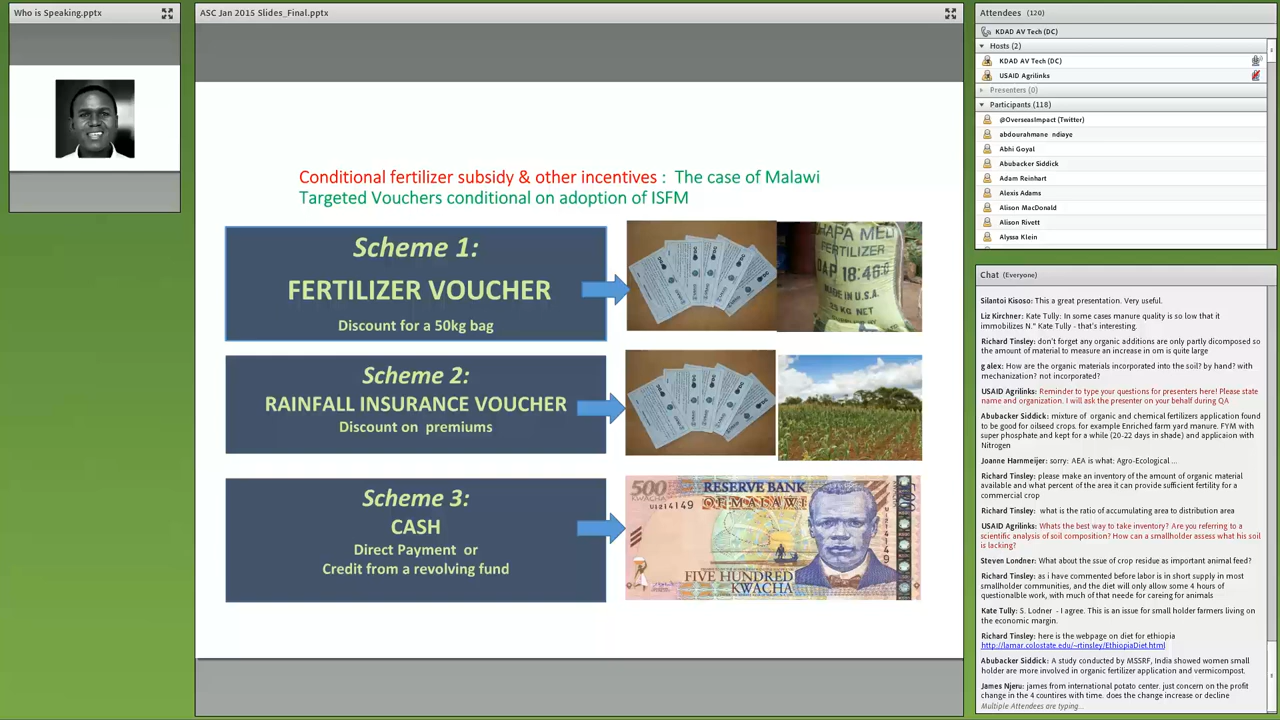 Who is Speaking.pptx
ASC Jan 2015 Slides_Final.pptx
Conditional fertilizer subsidy & other incentives : The case of Malawi
Targeted Vouchers conditional on adoption of ISFM
Scheme 1:
FERTILIZER VOUCHER
Discount for a 50kg bag
FERTILIZER
DAP 18:46:0
MADE IN U.S.A.
Scheme 2:
RAINFALL INSURANCE VOUCHER
Discount on premiums
Scheme 3:
CASH
Direct Payment or
Credit from a revolving fund
500 RESERVE BANK
OF MALAWI
U1214149
FIVE HUNDRED
KWACHA
Attendees (120)
KDAD AV Tech (DC)
Hosts (2)
KDAD AV Tech (DC)
USAID Agrilinks
Presenters (0)
Participants (118)
@OverseasImpact (Twitter)
abdourahmane ndiaye
Abhi Goyal
Abubacker Siddick
Adam Reinhart
Alexis Adams
Alison MacDonald
Alison Rivett
Alyssa Klein
Chat (Everyone)
Silantoi Kisoso: This a great presentation. Very useful.
Liz Kirchner: Kate Tully: In some cases manure quality is so low that it
immobilizes N." Kate Tully - that's interesting.
Richard Tinsley: don't forget any organic additions are only partly dicomposed so
the amount of material to measure an increase in om is quite large
g alex: How are the organic materials incorporated into the soil? by hand? with
mechanization? not incorporated?
USAID Agrilinks: Reminder to type your questions for presenters here! Please state
name and organization. I will ask the presenter on your behalf during QA
Abubacker Siddick: mixture of organic and chemical fertilizers application found
to be good for oilseed crops. for example Enriched farm yard manure. FYM with
super phosphate and kept for a while (20-22 days in shade) and applicaion with
Nitrogen
Joanne Harnmeijer: sorry: AEA is what: Agro-Ecological ...
Richard Tinsley: please make an inventory of the amount of organic material
available and what percent of the area it can provide sufficient fertility for a
commercial crop
Richard Tinsley: what is the ratio of accumulating area to distribution area
USAID Agrilinks: Whats the best way to take inventory? Are you referring to a
scientific analysis of soil composition? How can a smallholder assess what his soil
is lacking?
Steven Londner: What about the issue of crop residue as important animal feed?
Richard Tinsley: as i have commented before labor is in short supply in most
smallholder communities, and the diet will only allow some 4 hours of
questionable work, with much of that neede for careing for animals
Kate Tully: S. Lodner - I agree. This is an issue for small holder farmers living on
the economic margin.
Richard Tinsley: here is the webpage on diet for ethiopia
http://lamar.colostate.edu/~rtinsley/EthiopiaDiet.html
Abubacker Siddick: A study conducted by MSSRF, India showed women small
holder are more involved in organic fertilizer application and vermicompost.
James Njeru: james from international potato center. just concern on the profit
change in the 4 countires with time. does the change increase or decline
Multiple Attendees are typing...